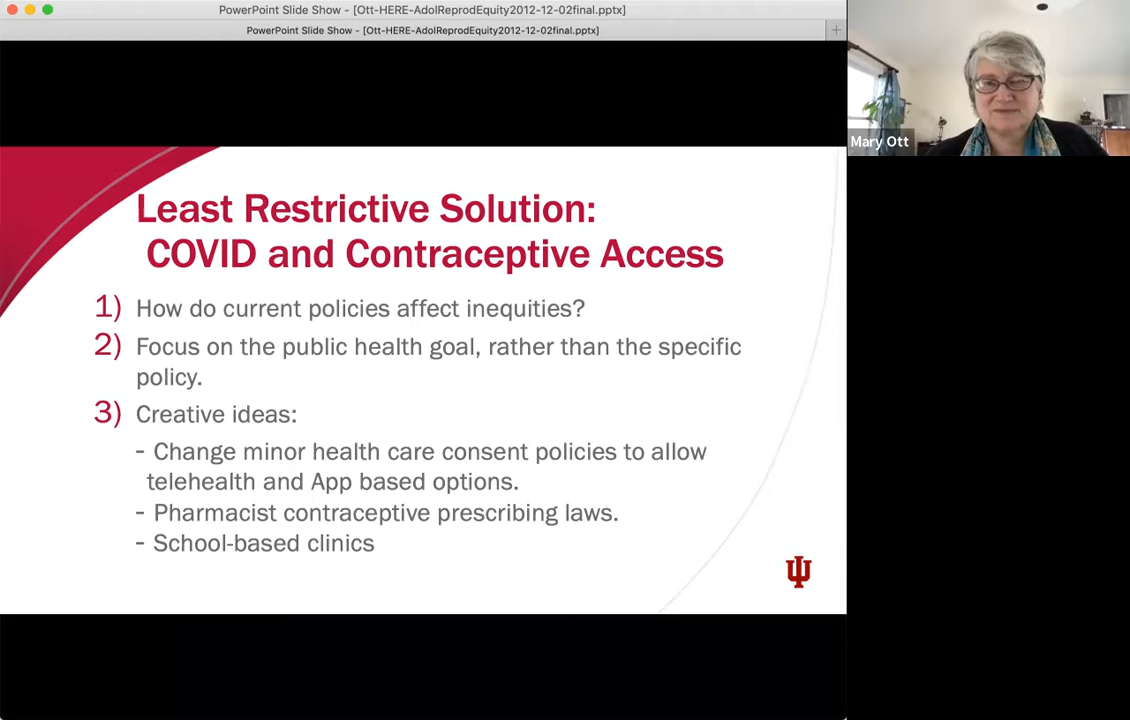 PowerPoint Slide Show - [Ott-HERE-AdolReprodEquity2012-12-02final.pptx]
PowerPoint Slide Show - [Ott-HERE-AdolReprodEquity2012-12-02final.pptx]
Mary Ott
Least Restrictive Solution:
COVID and Contraceptive Access
1) How do current policies affect inequities?
2) Focus on the public health goal, rather than the specific
policy.
3) Creative ideas:
- Change minor health care consent policies to allow
telehealth and App based options.
- Pharmacist contraceptive prescribing laws.
- School-based clinics